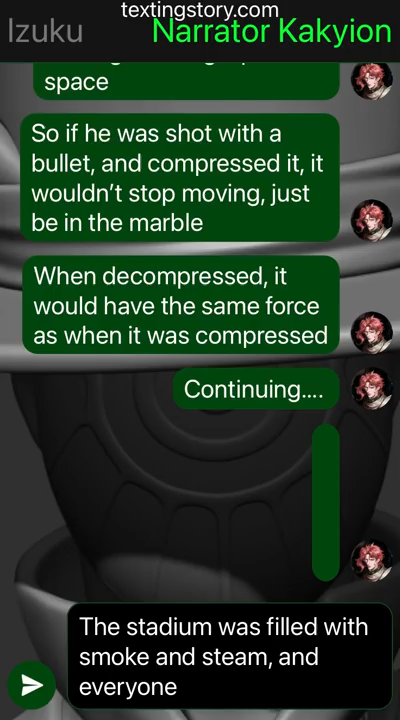 textingstory.com
Izuku Narrator Kakyion
space
So if he was shot with a
bullet, and compressed it, it
wouldn’t stop moving, just
be in the marble
When decompressed, it
would have the same force
as when it was compressed
Continuing....
The stadium was filled with
smoke and steam, and
everyone